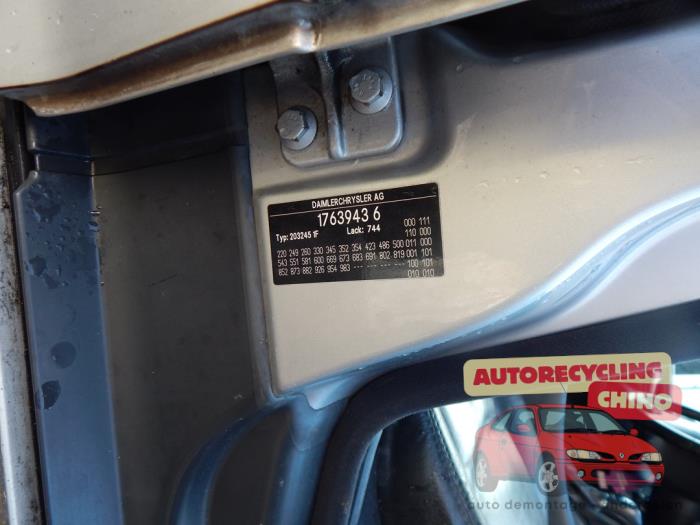 DAIMLERCHRYSLER AG
1763943 6
Typ: 203245 1F Lack: 744
000 111
110 000
220 249 260 330 345 352 354 423 486 500 011 000
543 551 581 600 669 673 683 691 802 819 001 101
852 873 882 926 954 983 --- --- --- --- 100 101
010 010
AUTORECYCLING
CHINO
auto demontage